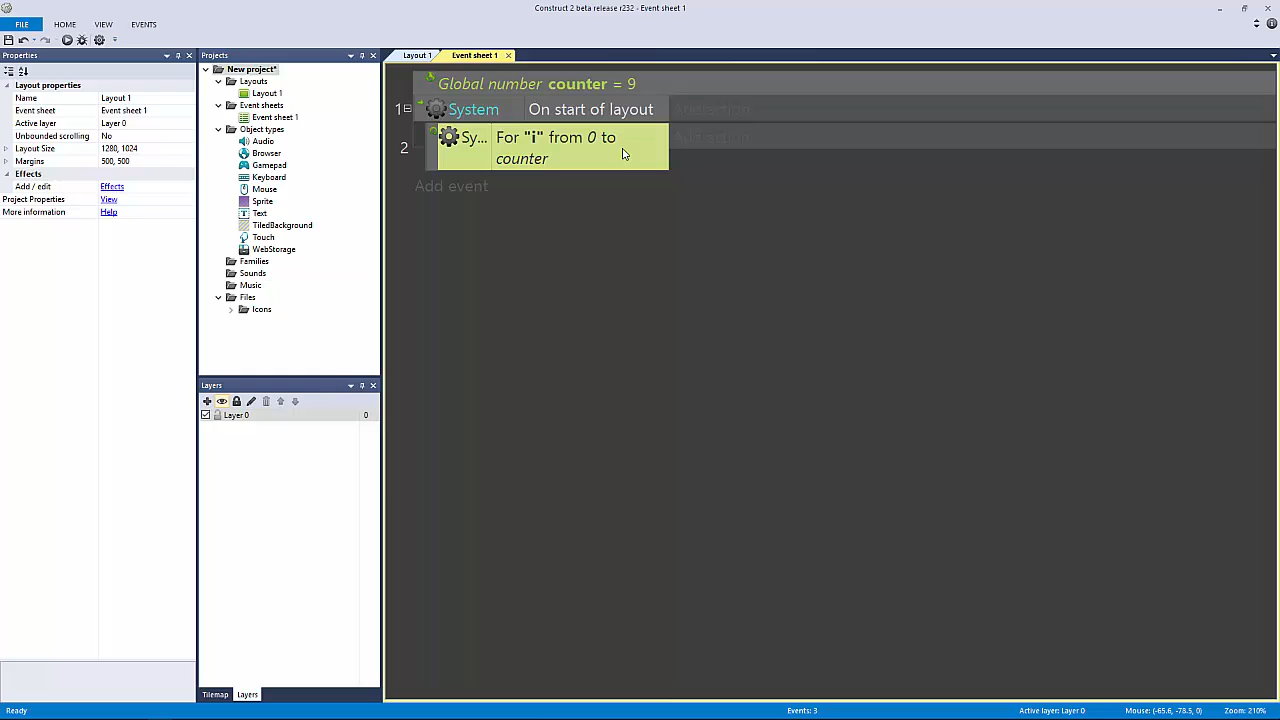 Construct 2 beta release r232 - Event sheet 1
FILE HOME VIEW EVENTS
Properties
Layout properties
Name Layout 1
Event sheet Event sheet 1
Active layer Layer 0
Unbounded scrolling No
Layout Size 1280, 1024
Margins 500, 500
Effects
Add / edit Effects
Project Properties View
More information Help
Projects
New project*
Layouts
Layout 1
Event sheets
Event sheet 1
Object types
Audio
Browser
Gamepad
Keyboard
Mouse
Sprite
Text
TiledBackground
Touch
WebStorage
Families
Sounds
Music
Files
Icons
Layers
Layer 0 0
Tilemap Layers
Layout 1 Event sheet 1
Global number counter = 9
1 System On start of layout Add action
2 Sy... For "i" from 0 to Add action
counter
Add event
Ready Events: 3 Active layer: Layer 0 Mouse: (-65.6, -78.5, 0) Zoom: 210%